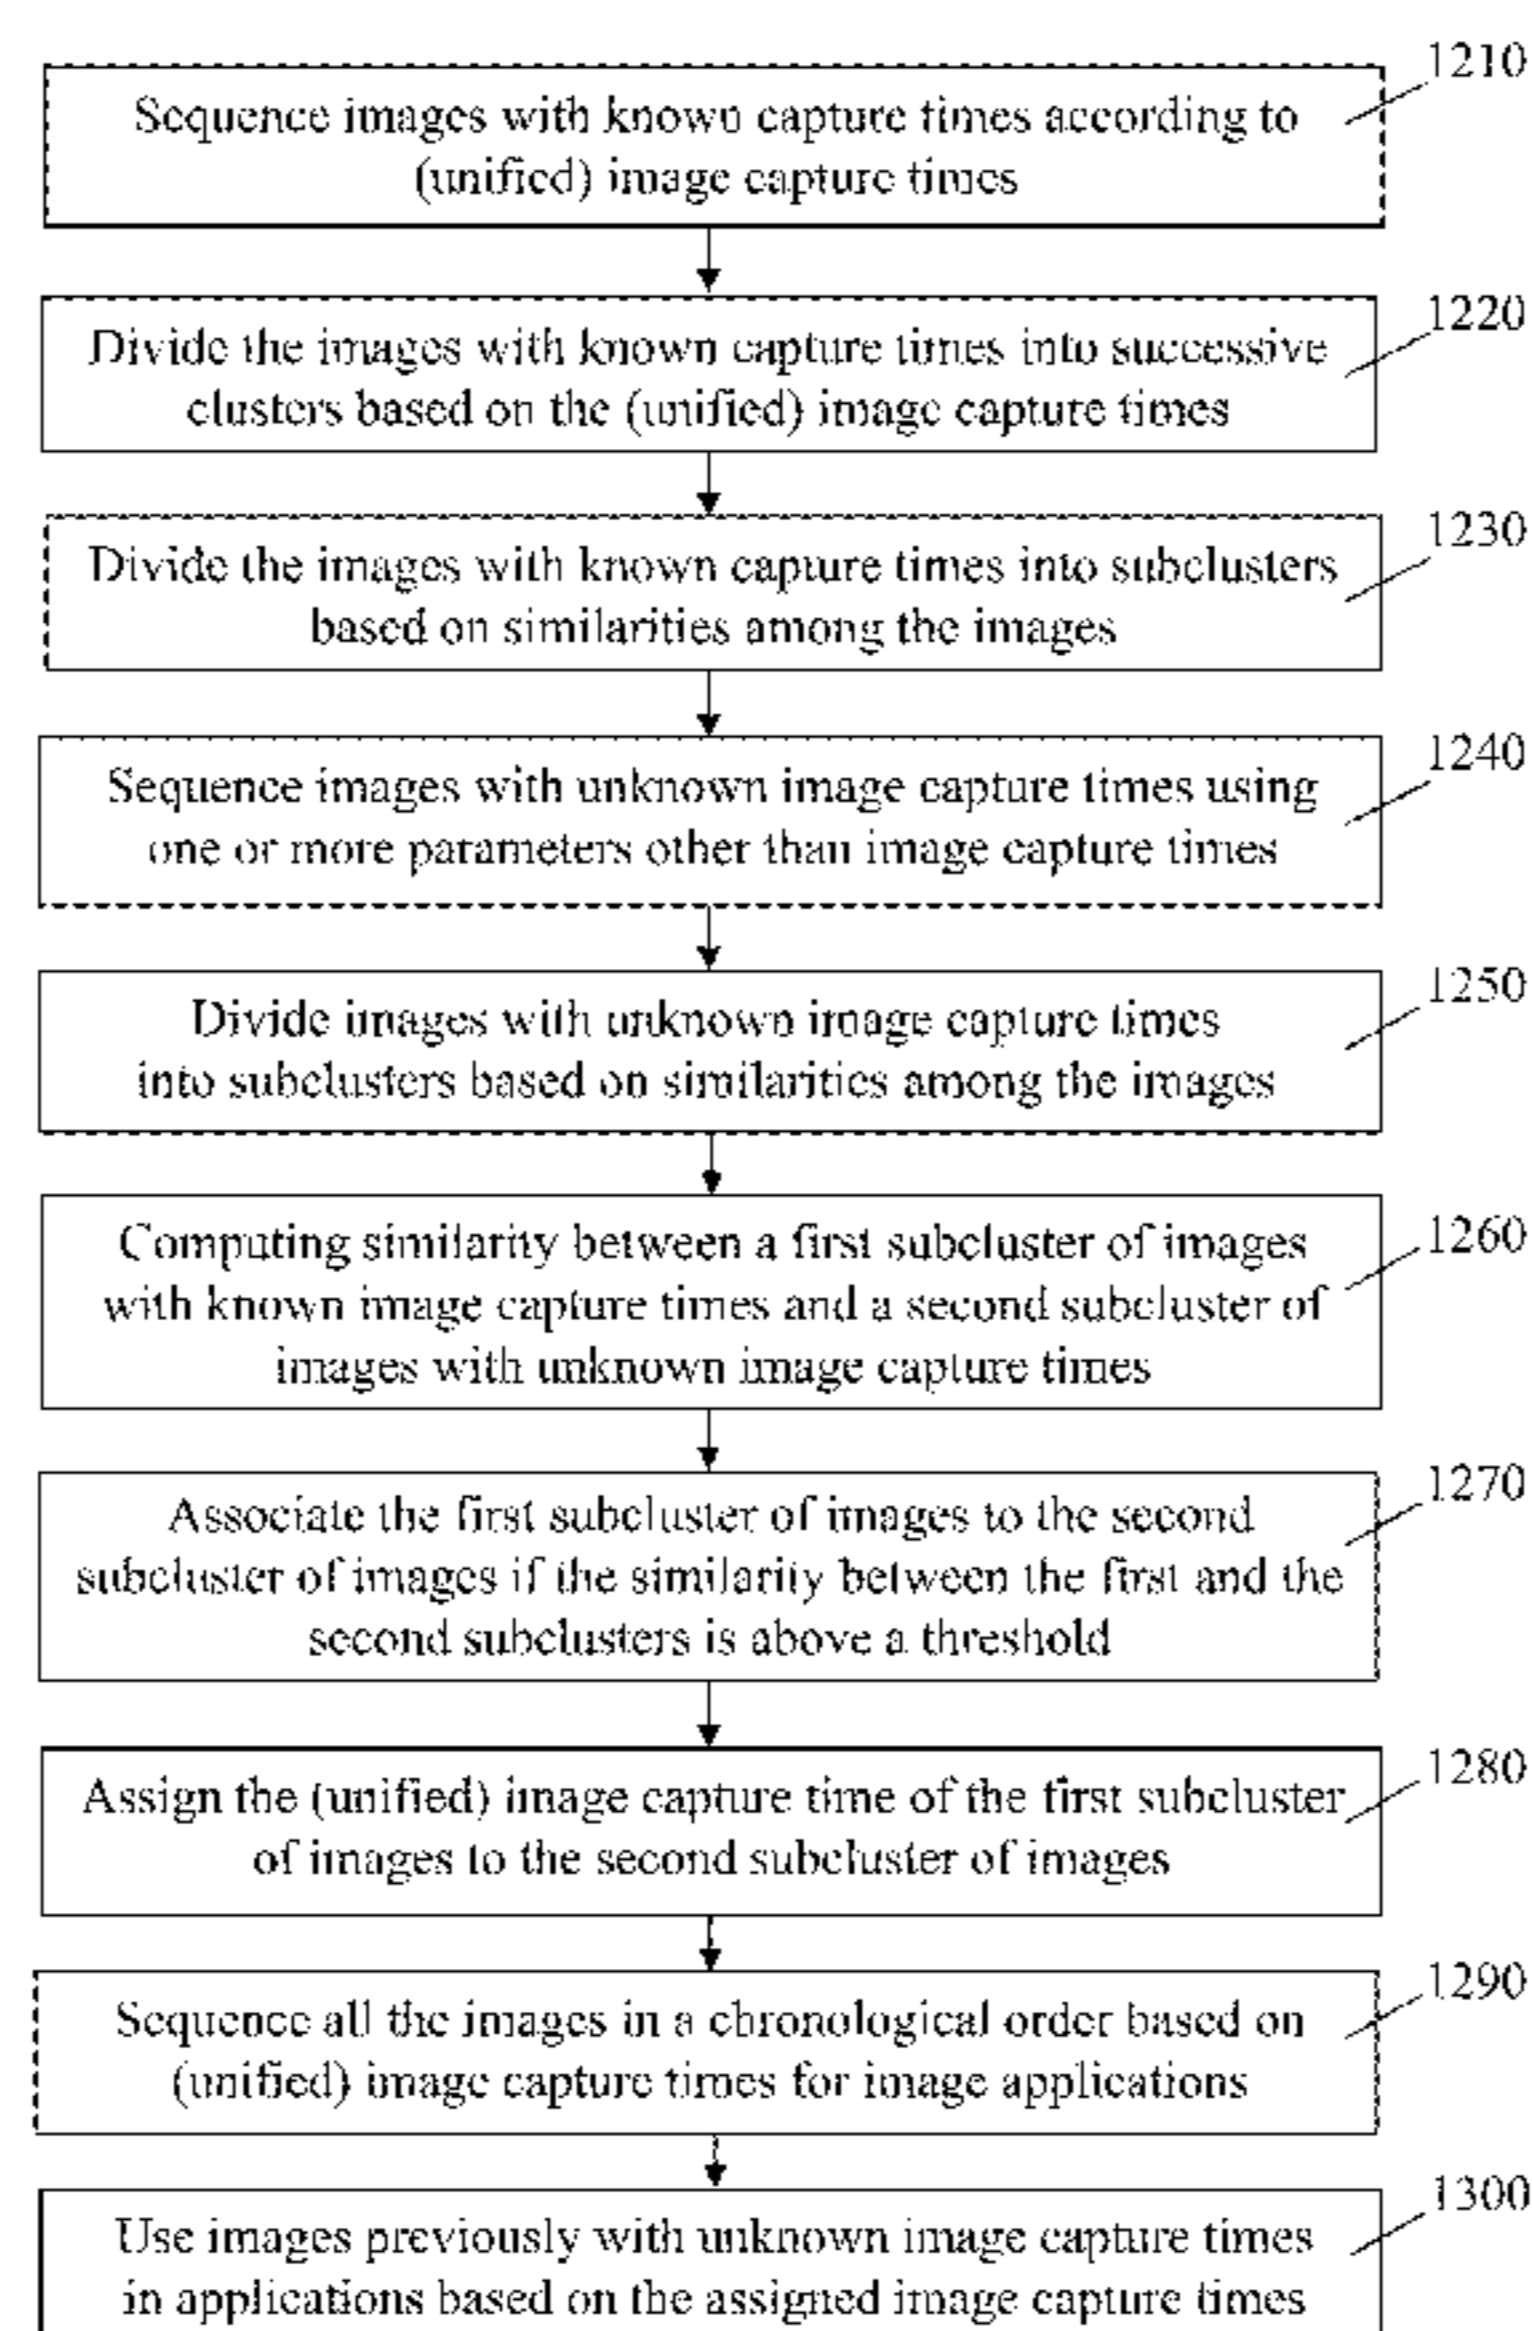 1210
Sequence images with known capture times according to
(unified) image capture times
1220
Divide the images with known capture times into successive
clusters based on the (unified) image capture times
1230
Divide the images with known capture times into subclusters
based on similarities among the images
1240
Sequence images with unknown image capture times using
one or more parameters other than image capture times
1250
Divide images with unknown image capture times
into subclusters based on similarities among the images
1260
Computing similarity between a first subcluster of images
with known image capture times and a second subcluster of
images with unknown image capture times
1270
Associate the first subcluster of images to the second
subcluster of images if the similarity between the first and the
second subclusters is above a threshold
1280
Assign the (unified) image capture time of the first subcluster
of images to the second subcluster of images
1290
Sequence all the images in a chronological order based on
(unified) image capture times for image applications
1300
Use images previously with unknown image capture times
in applications based on the assigned image capture times